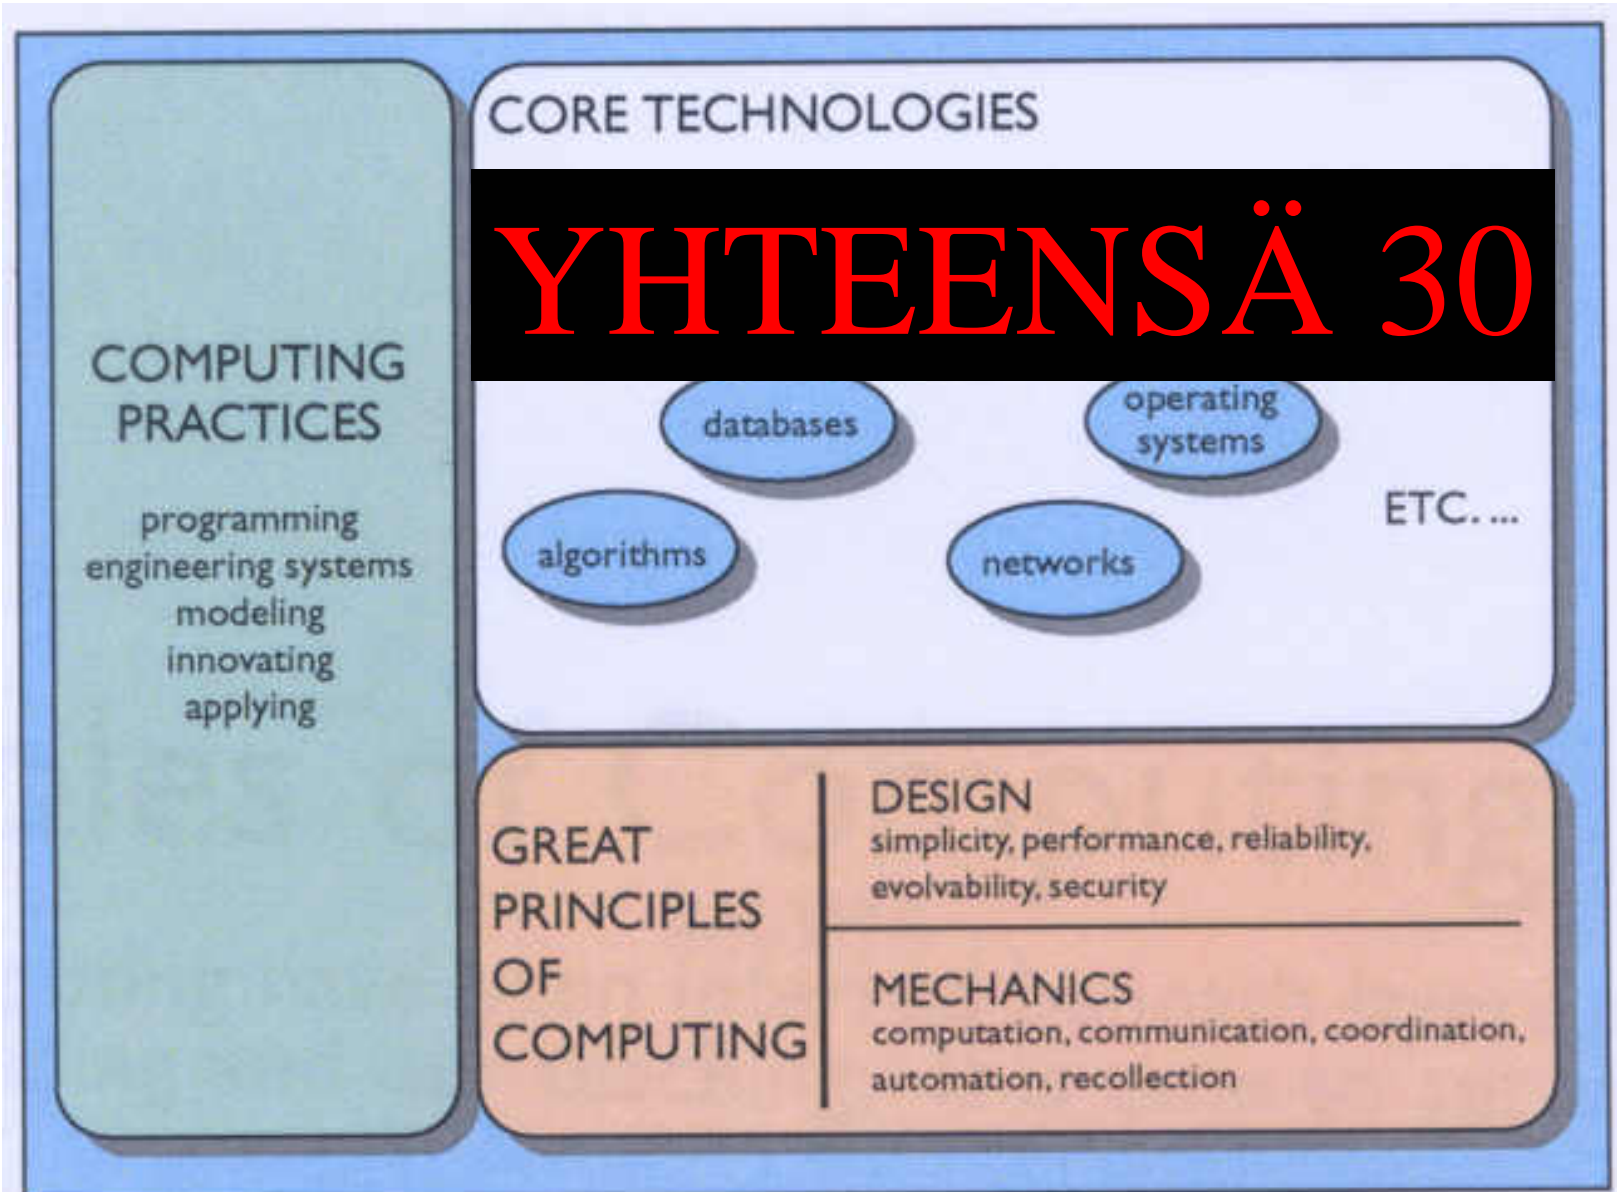 COMPUTING
PRACTICES
programming
engineering systems
modeling
innovating
applying
CORE TECHNOLOGIES
YHTEENSÄ 30
databases
operating
systems
algorithms
networks
ETC. ...
GREAT
PRINCIPLES
OF
COMPUTING
DESIGN
simplicity, performance, reliability,
evolvability, security
MECHANICS
computation, communication, coordination,
automation, recollection